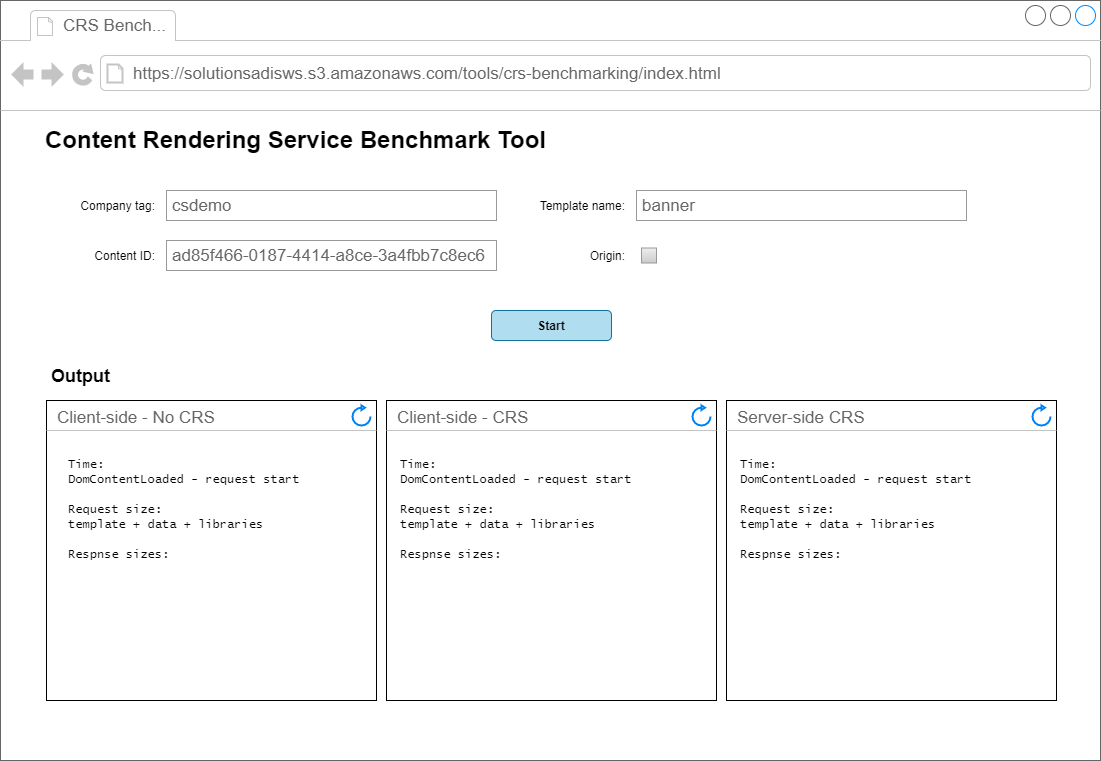 CRS Bench...
https://solutionsadisws.s3.amazonaws.com/tools/crs-benchmarking/index.html
Content Rendering Service Benchmark Tool
Company tag: csdemo Template name: banner
Content ID: ad85f466-0187-4414-a8ce-3a4fbb7c8ec6 Origin:
Start
Output
Client-side - No CRS
Time:
DomContentLoaded - request start
Request size:
template + data + libraries
Respnse sizes:
Client-side - CRS
Time:
DomContentLoaded - request start
Request size:
template + data + libraries
Respnse sizes:
Server-side CRS
Time:
DomContentLoaded - request start
Request size:
template + data + libraries
Respnse sizes: